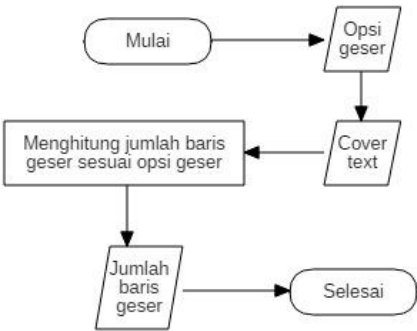 Mulai
Opsi
geser
Cover
text
Menghitung jumlah baris
geser sesuai opsi geser
Jumlah
baris
geser
Selesai